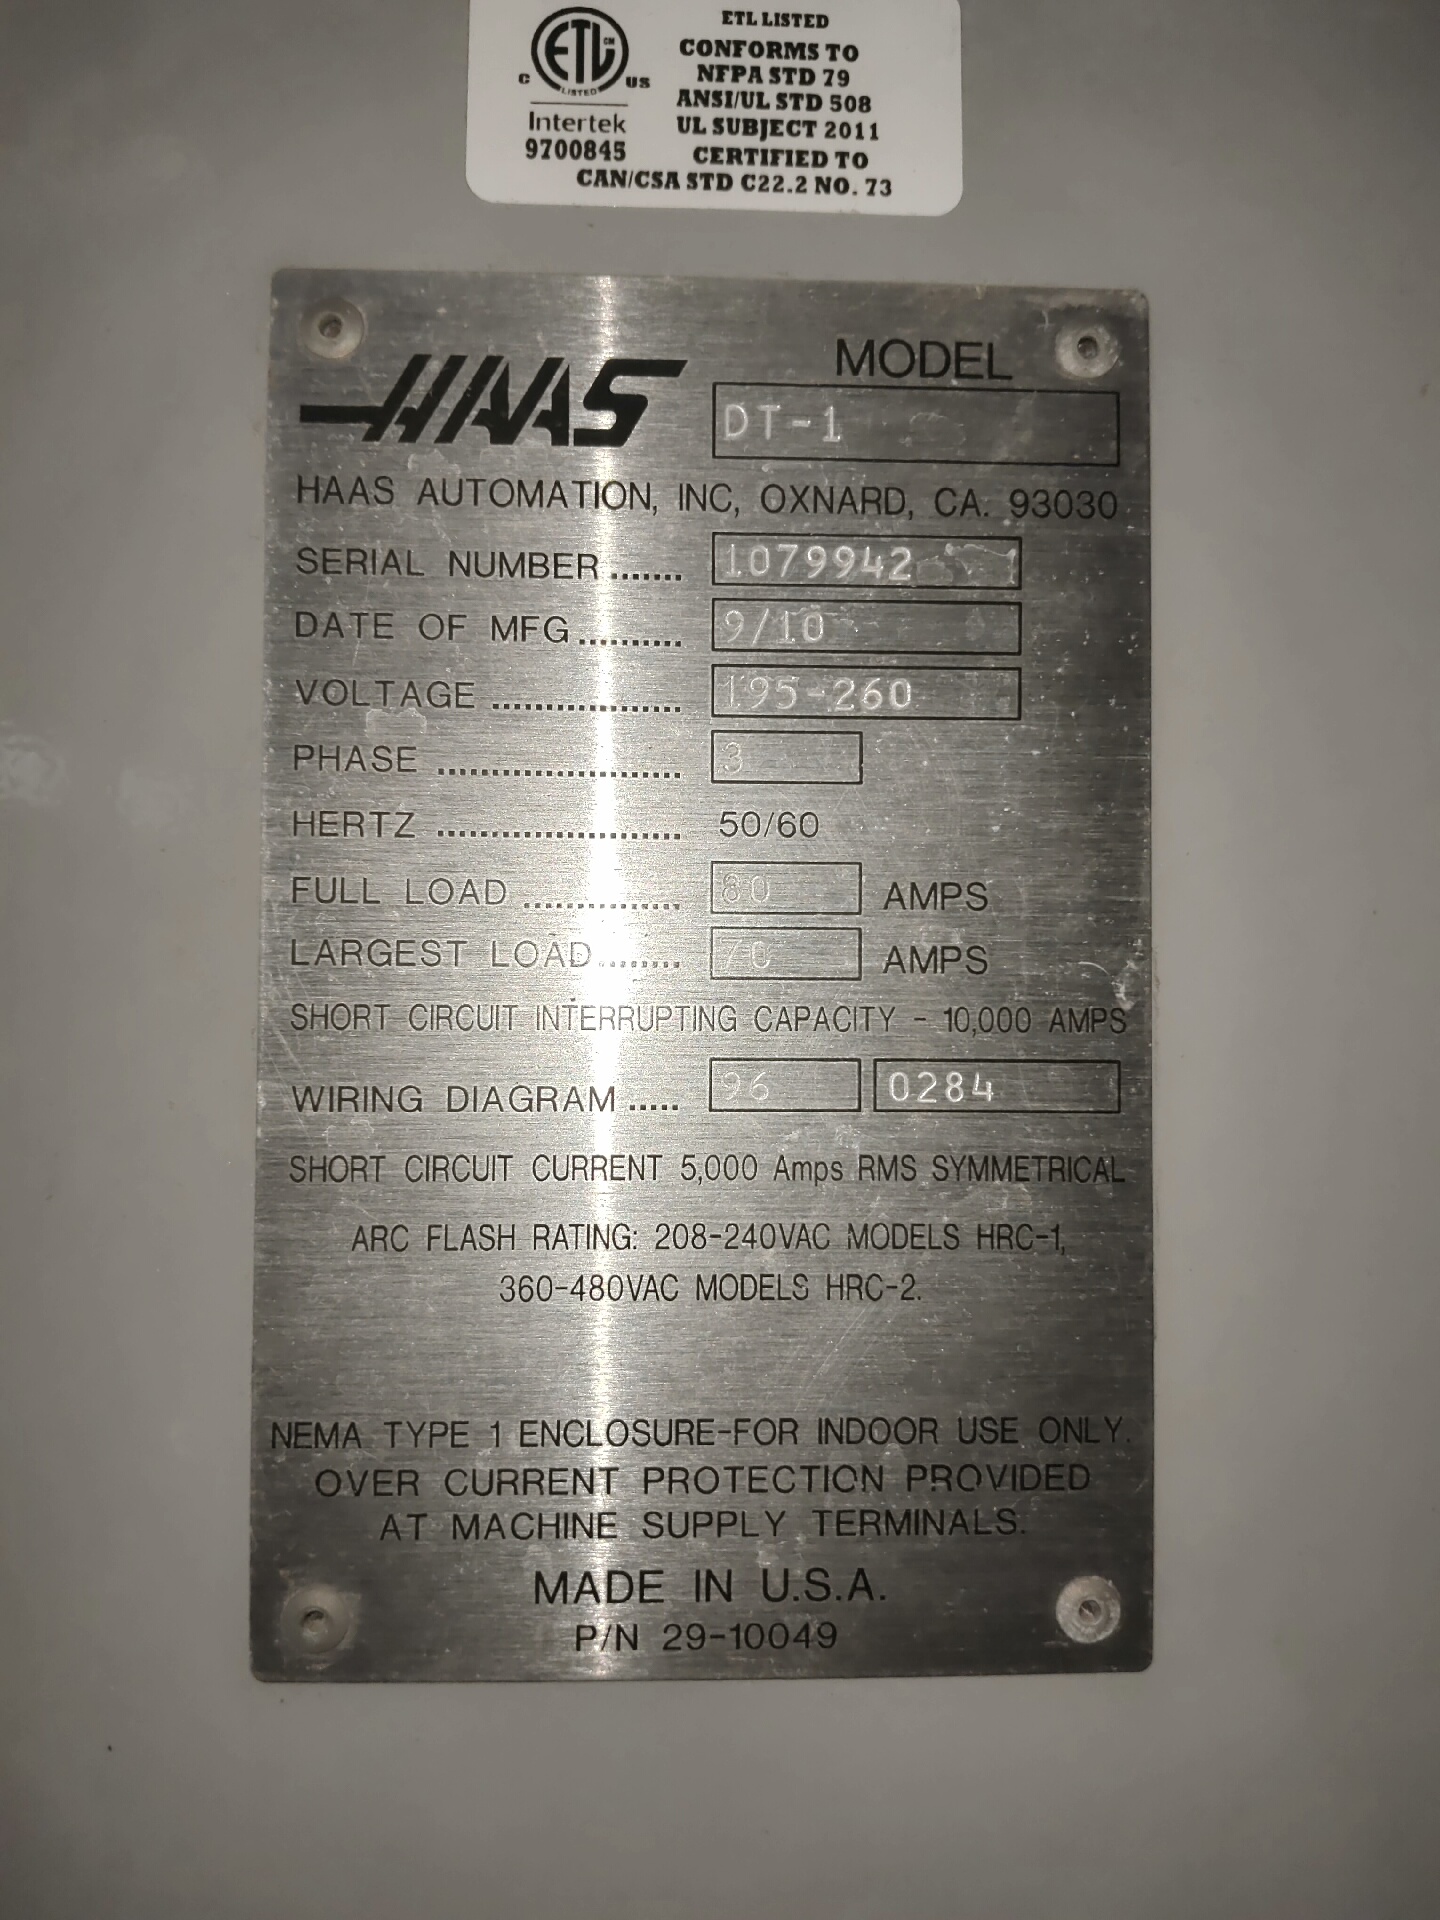 ETL LISTED
CONFORMS TO
NFPA STD 79
ANSI/UL STD 508
UL SUBJECT 2011
CERTIFIED TO
CAN/CSA STD C22.2 NO. 73
ETL CM
LISTED
C US
Intertek
9700845
HAAS
MODEL
DT-1
HAAS AUTOMATION, INC, OXNARD, CA. 93030
SERIAL NUMBER ....... 1079942
DATE OF MFG .......... 9/10
VOLTAGE .................. 195-260
PHASE ....................... 3
HERTZ ....................... 50/60
FULL LOAD ............... 80 AMPS
LARGEST LOAD ........ 70 AMPS
SHORT CIRCUIT INTERRUPTING CAPACITY - 10,000 AMPS
WIRING DIAGRAM ..... 96 0284
SHORT CIRCUIT CURRENT 5,000 Amps RMS SYMMETRICAL
ARC FLASH RATING: 208-240VAC MODELS HRC-1,
360-480VAC MODELS HRC-2.
NEMA TYPE 1 ENCLOSURE-FOR INDOOR USE ONLY.
OVER CURRENT PROTECTION PROVIDED
AT MACHINE SUPPLY TERMINALS.
MADE IN U.S.A.
P/N 29-10049